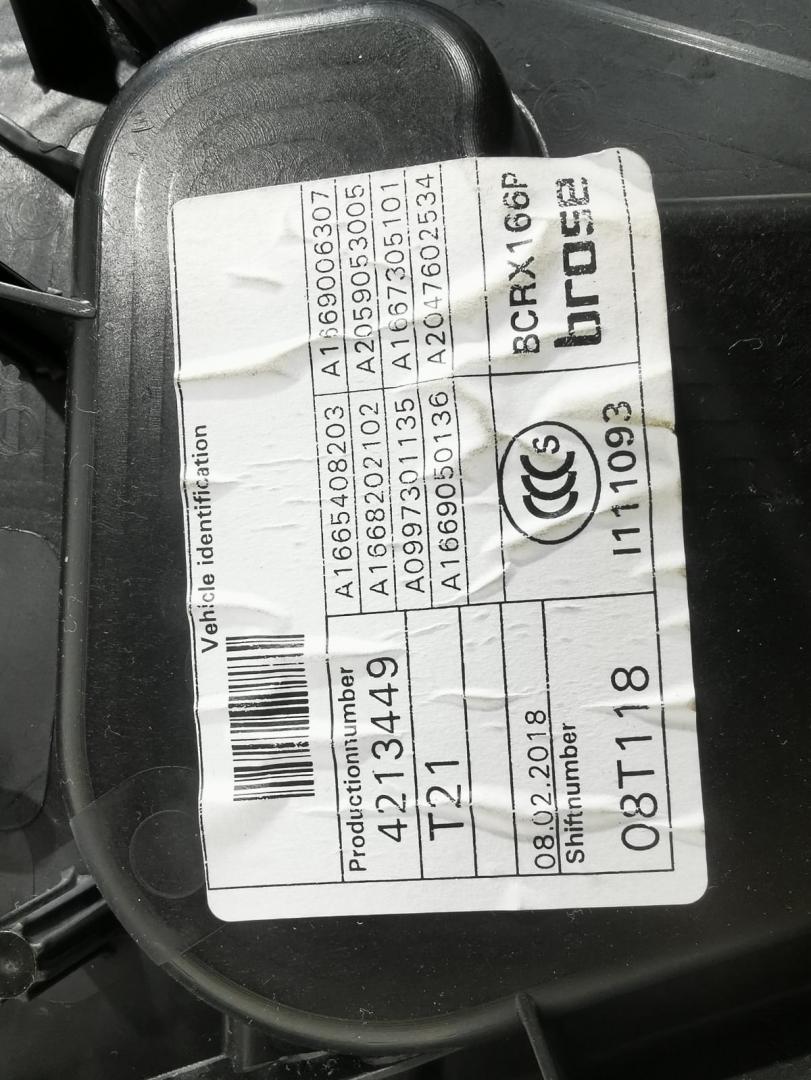 Vehicle identification
Productionnumber
4213449
T21
08.02.2018
Shiftnumber
08T118
A1665408203 A1669006307
A1668202102 A2059053005
A0997301135 A1667305101
A1669050136 A2047602534
CCC S
I111093
BCRX166P
brose